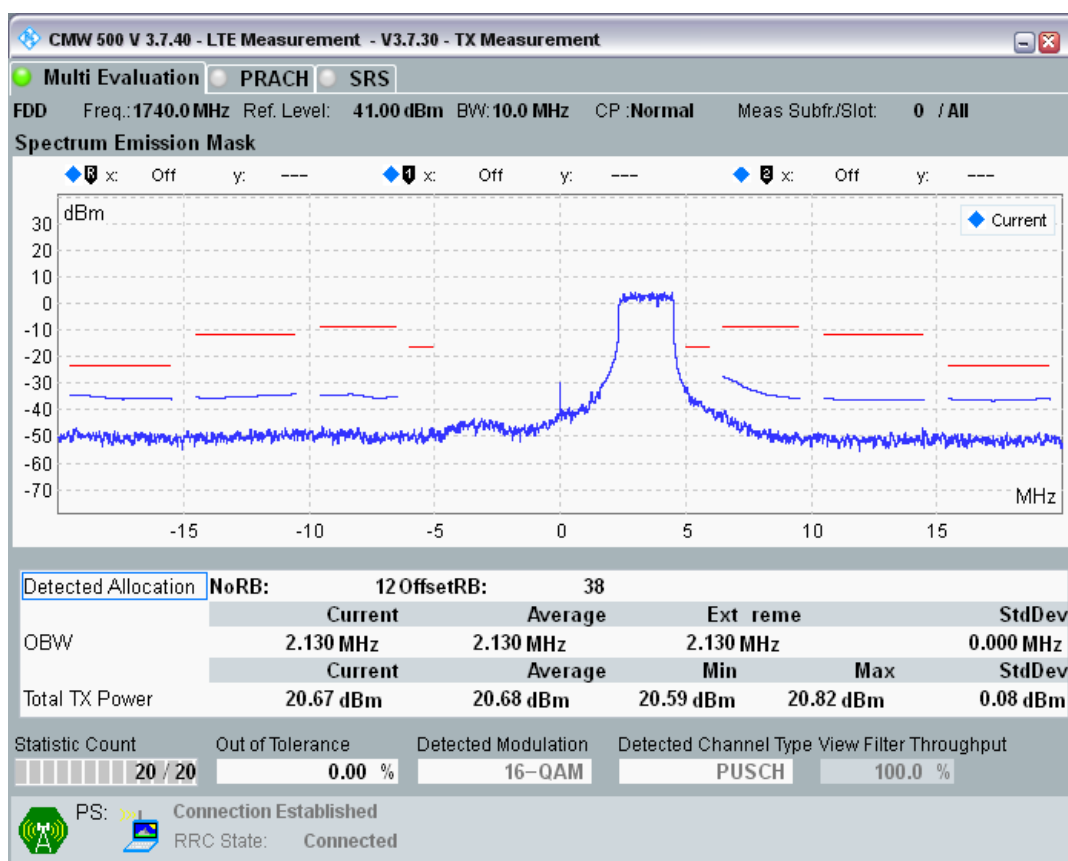 CMW 500 V 3.7.40 - LTE Measurement - V3.7.30 - TX Measurement
Multi Evaluation PRACH SRS
FDD Freq.: 1740.0 MHz Ref. Level: 41.00 dBm BW: 10.0 MHz CP : Normal Meas Subfr./Slot: 0 / All
Spectrum Emission Mask
R x: Off y: --- 1 x: Off y: --- 2 x: Off y: ---
dBm
Current
30
20
10
0
-10
-20
-30
-40
-50
-60
-70
MHz
-15 -10 -5 0 5 10 15
Detected Allocation NoRB: 12 OffsetRB: 38
Current Average Ext reme StdDev
OBW 2.130 MHz 2.130 MHz 2.130 MHz 0.000 MHz
Current Average Min Max StdDev
Total TX Power 20.67 dBm 20.68 dBm 20.59 dBm 20.82 dBm 0.08 dBm
Statistic Count Out of Tolerance Detected Modulation Detected Channel Type View Filter Throughput
20 / 20 0.00 % 16-QAM PUSCH 100.0 %
PS: Connection Established
RRC State: Connected